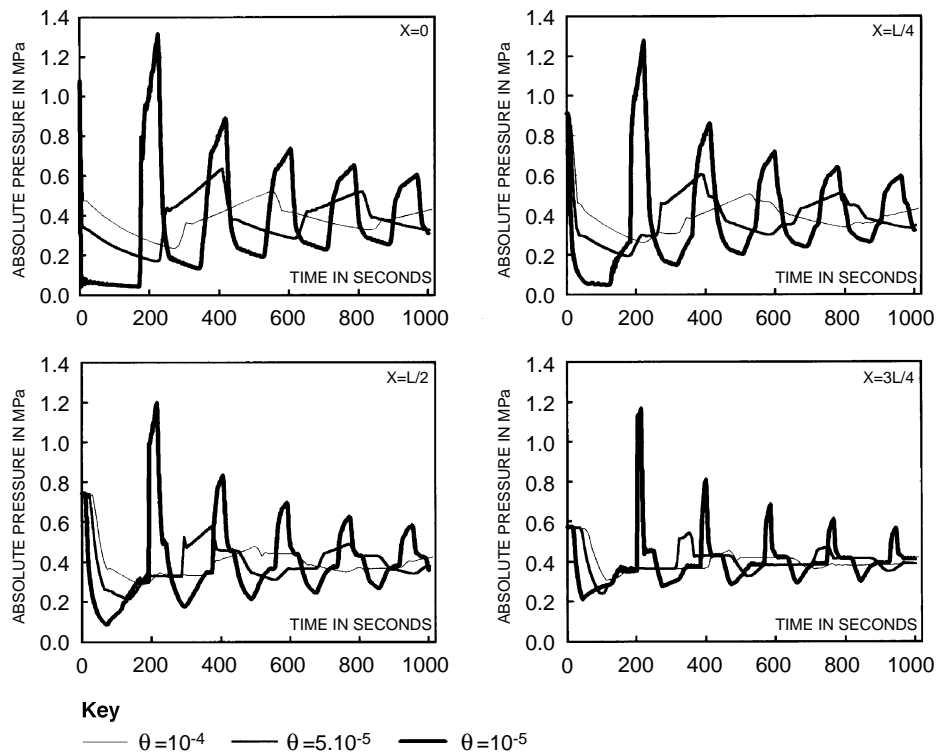 ABSOLUTE PRESSURE IN MPa
1.4
1.2
1.0
0.8
0.6
0.4
0.2
0.0
X=0
TIME IN SECONDS
0 200 400 600 800 1000
ABSOLUTE PRESSURE IN MPa
1.4
1.2
1.0
0.8
0.6
0.4
0.2
0.0
X=L/4
TIME IN SECONDS
0 200 400 600 800 1000
ABSOLUTE PRESSURE IN MPa
1.4
1.2
1.0
0.8
0.6
0.4
0.2
0.0
X=L/2
TIME IN SECONDS
0 200 400 600 800 1000
ABSOLUTE PRESSURE IN MPa
1.4
1.2
1.0
0.8
0.6
0.4
0.2
0.0
X=3L/4
TIME IN SECONDS
0 200 400 600 800 1000
Key
θ=10⁻⁴ θ=5.10⁻⁵ θ=10⁻⁵